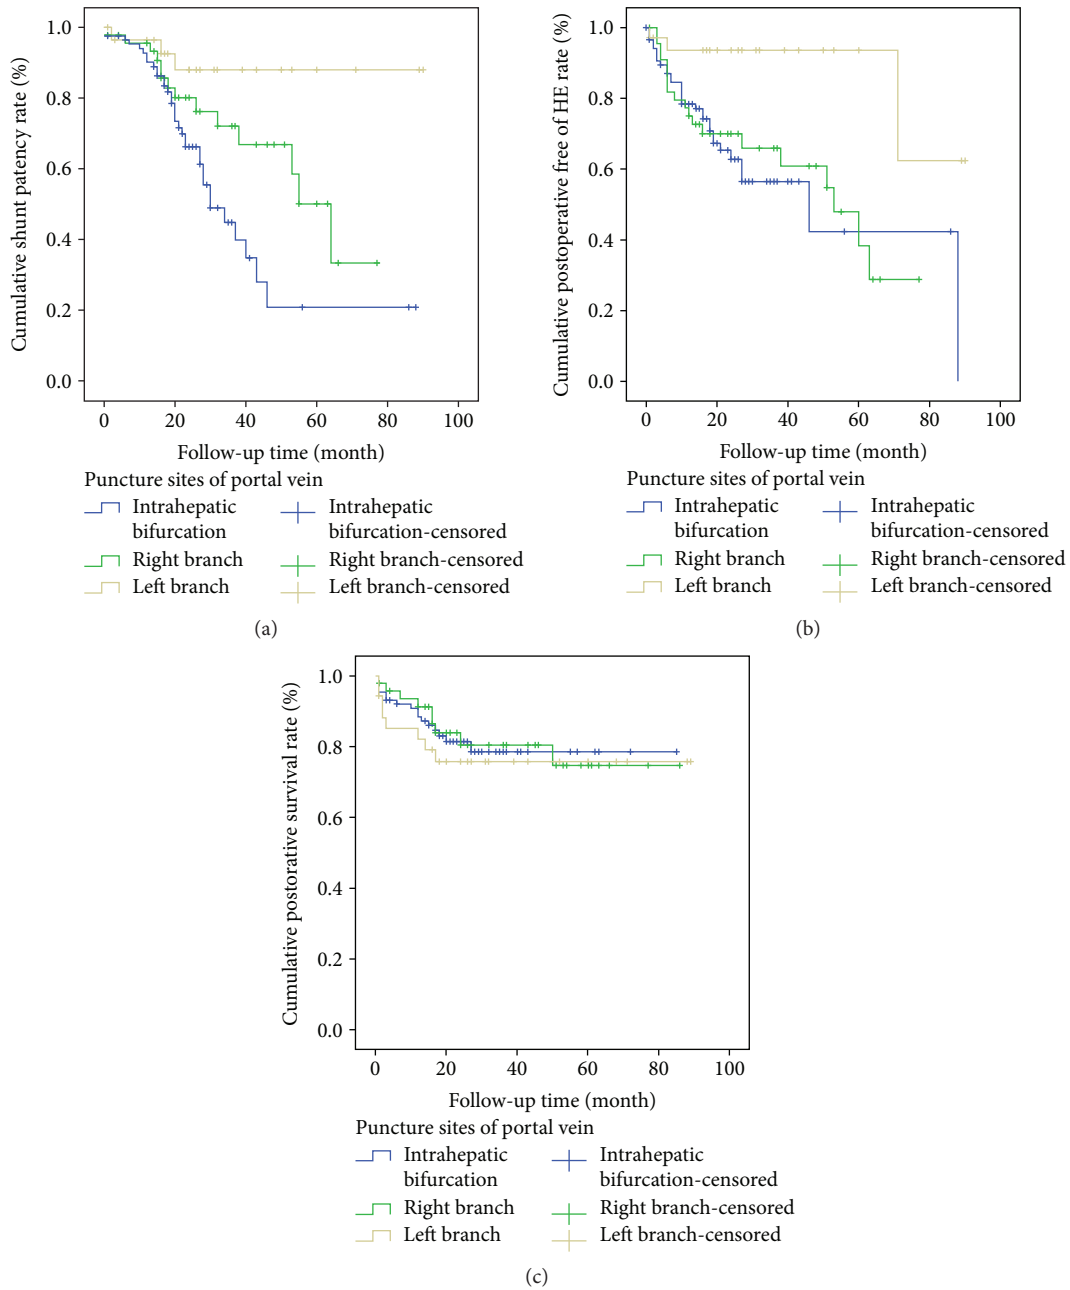 Cumulative shunt patency rate (%)
1.0
0.8
0.6
0.4
0.2
0.0
0 20 40 60 80 100
Follow-up time (month)
Puncture sites of portal vein
Intrahepatic
bifurcation
Right branch
Left branch
Intrahepatic
bifurcation-censored
Right branch-censored
Left branch-censored
(a)
Cumulative postoperative free of HE rate (%)
1.0
0.8
0.6
0.4
0.2
0.0
0 20 40 60 80 100
Follow-up time (month)
Puncture sites of portal vein
Intrahepatic
bifurcation
Right branch
Left branch
Intrahepatic
bifurcation-censored
Right branch-censored
Left branch-censored
(b)
Cumulative postorative survival rate (%)
1.0
0.8
0.6
0.4
0.2
0.0
0 20 40 60 80 100
Follow-up time (month)
Puncture sites of portal vein
Intrahepatic
bifurcation
Right branch
Left branch
Intrahepatic
bifurcation-censored
Right branch-censored
Left branch-censored
(c)